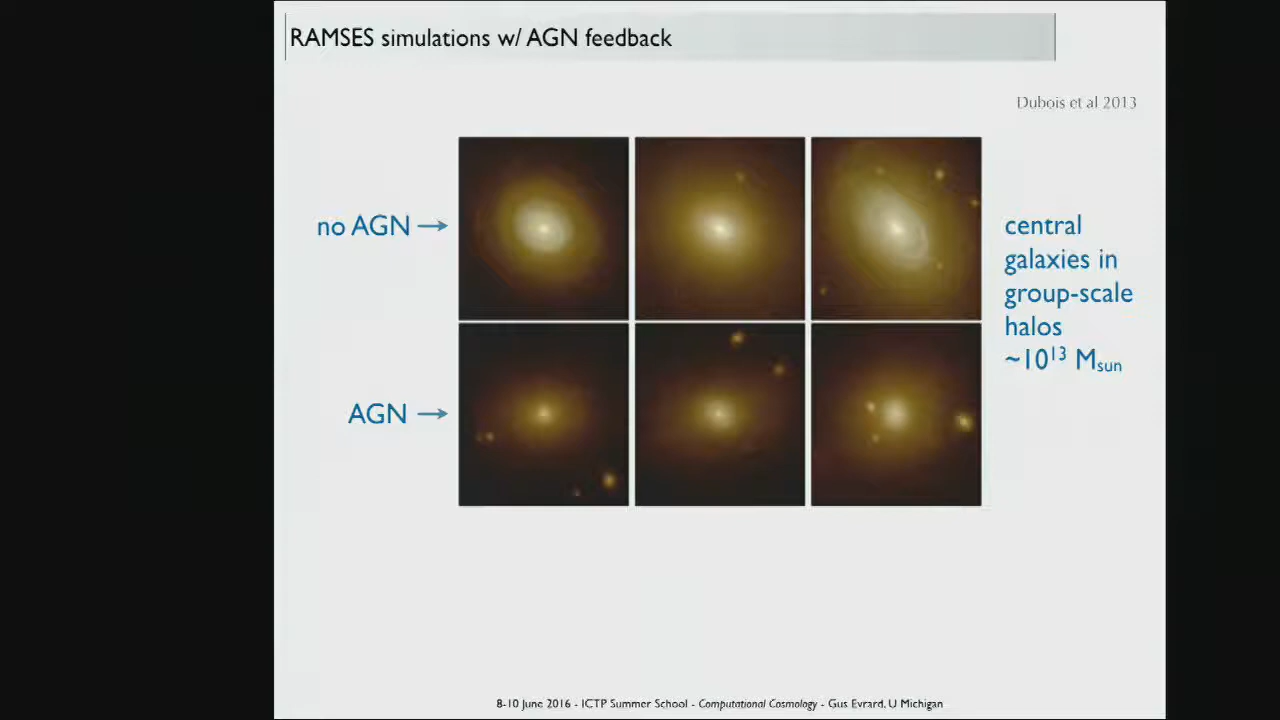 RAMSES simulations w/ AGN feedback
Dubois et al 2013
no AGN →
central
galaxies in
group-scale
halos
~10¹³ Mₛᵤₙ
AGN →
8-10 June 2016 - ICTP Summer School - Computational Cosmology - Gus Evrard, U Michigan